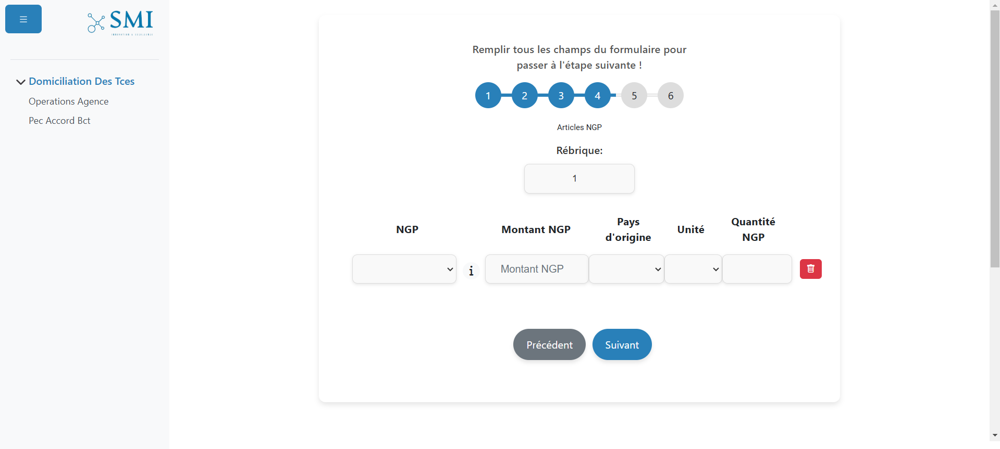 SMI
INNOVATION & EXCELLENCE
Domiciliation Des Tces
Operations Agence
Pec Accord Bct
Remplir tous les champs du formulaire pour
passer à l'étape suivante !
1 2 3 4 5 6
Articles NGP
Rébrique:
1
NGP Montant NGP Pays d'origine Unité Quantité NGP
Montant NGP
Précédent Suivant